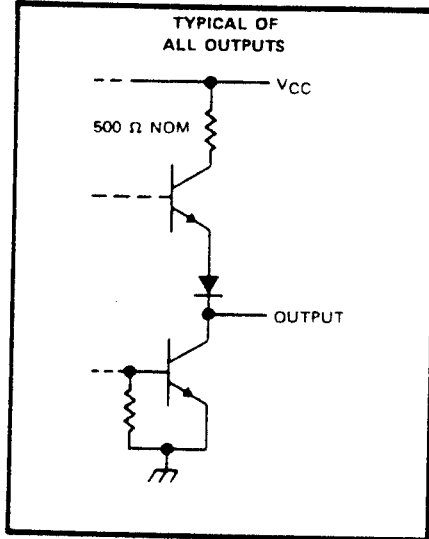 TYPICAL OF
ALL OUTPUTS
VCC
500 Ω NOM
OUTPUT